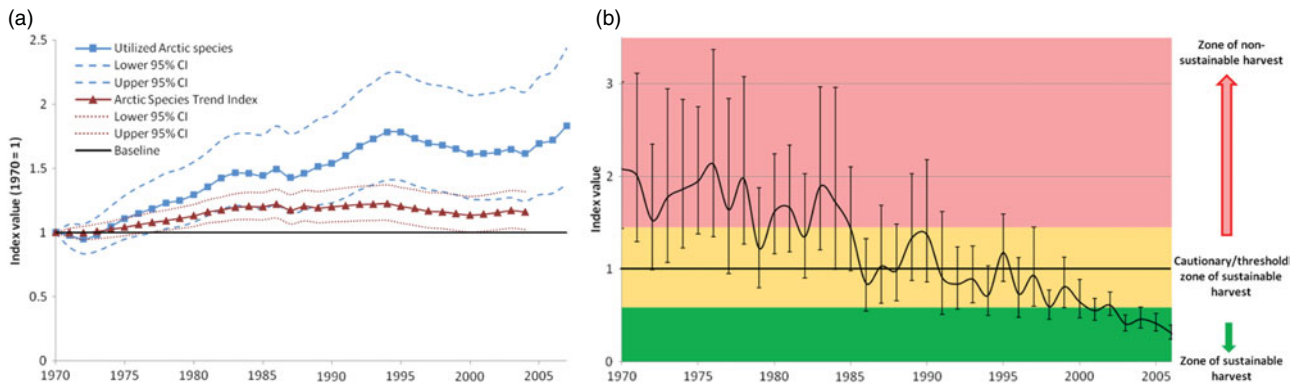 (a)
2.5
2
1.5
1
0.5
0
Index value (1970 = 1)
Utilized Arctic species
Lower 95% CI
Upper 95% CI
Arctic Species Trend Index
Lower 95% CI
Upper 95% CI
Baseline
1970 1975 1980 1985 1990 1995 2000 2005
(b)
3
2
1
0
Index value
1970 1975 1980 1985 1990 1995 2000 2005
Zone of non-
sustainable harvest
Cautionary/threshold
zone of sustainable
harvest
Zone of sustainable
harvest